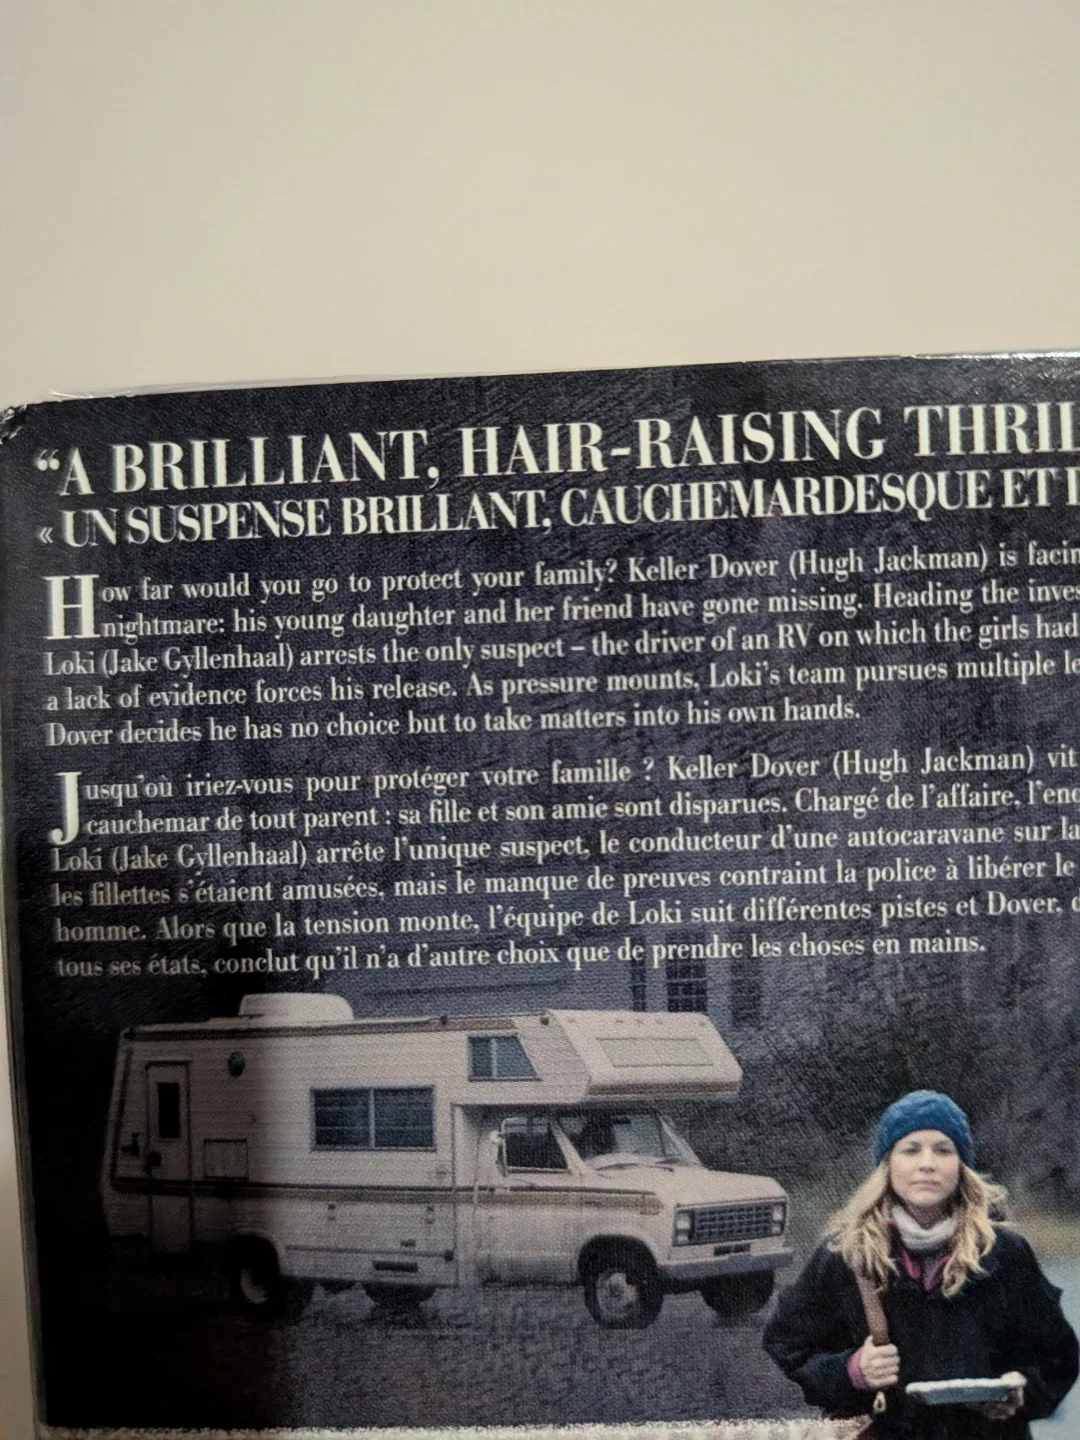 “A BRILLIANT, HAIR-RAISING
« UN SUSPENSE BRILLANT, CAUCHEMARDESQUE ET
How far would you go to protect your family? Keller Dover (Hugh Jackman) is
nightmare: his young daughter and her friend have gone missing. Heading the
Loki (Jake Gyllenhaal) arrests the only suspect – the driver of an RV on which the girls had
a lack of evidence forces his release. As pressure mounts, Loki's team pursues multiple
Dover decides he has no choice but to take matters into his own hands.
Jusqu'où iriez-vous pour protéger votre famille ? Keller Dover (Hugh Jackman) vit
cauchemar de tout parent : sa fille et son amie sont disparues. Chargé de l'affaire,
Loki (Jake Gyllenhaal) arrête l'unique suspect, le conducteur d'une autocaravane sur la
les fillettes s'étaient amusées, mais le manque de preuves contraint la police à libérer le
homme. Alors que la tension monte, l'équipe de Loki suit différentes pistes et Dover,
tous ses états, conclut qu'il n'a d'autre choix que de prendre les choses en mains.